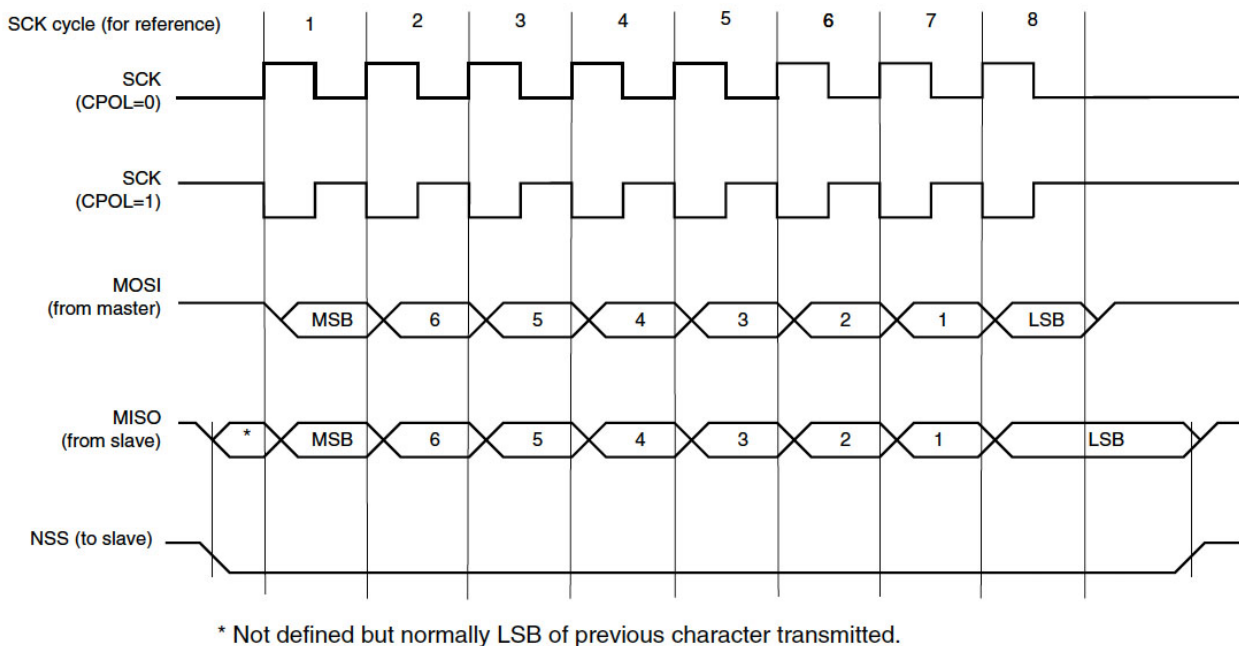 SCK cycle (for reference) 1 2 3 4 5 6 7 8
SCK
(CPOL=0)
SCK
(CPOL=1)
MOSI
(from master) MSB 6 5 4 3 2 1 LSB
MISO
(from slave) * MSB 6 5 4 3 2 1 LSB
NSS (to slave)
* Not defined but normally LSB of previous character transmitted.